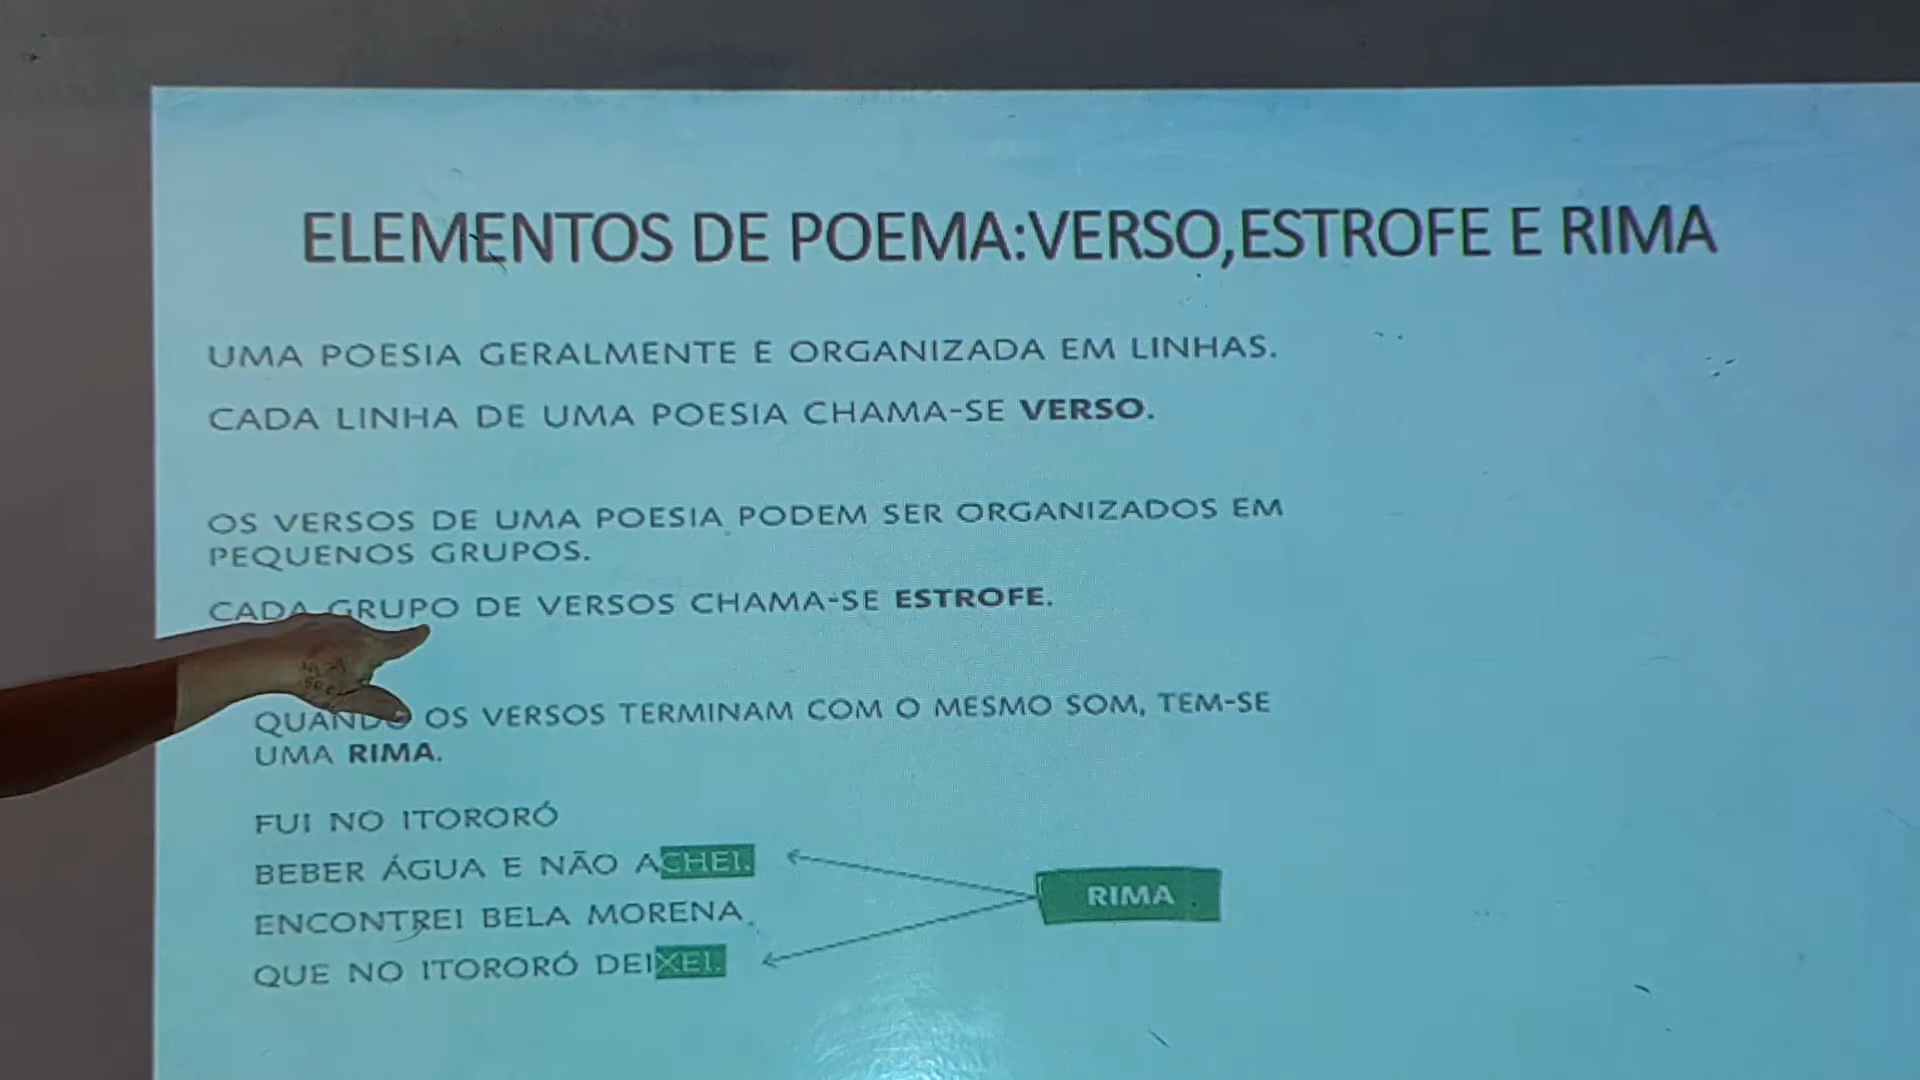 ELEMENTOS DE POEMA:VERSO,ESTROFE E RIMA
UMA POESIA GERALMENTE E ORGANIZADA EM LINHAS.
CADA LINHA DE UMA POESIA CHAMA-SE VERSO.
OS VERSOS DE UMA POESIA PODEM SER ORGANIZADOS EM
PEQUENOS GRUPOS.
CADA GRUPO DE VERSOS CHAMA-SE ESTROFE.
QUANDO OS VERSOS TERMINAM COM O MESMO SOM, TEM-SE
UMA RIMA.
FUI NO ITORORÓ
BEBER ÁGUA E NÃO ACHEI.
RIMA
ENCONTREI BELA MORENA
QUE NO ITORORÓ DEIXEI.